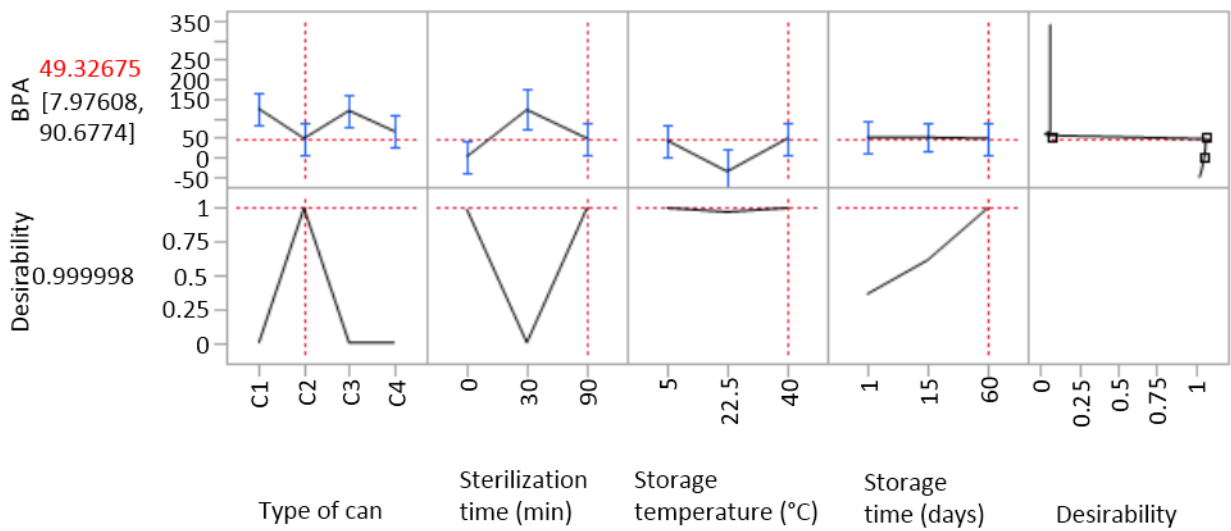 BPA
49.32675
[7.97608,
90.6774]
350
250
200
150
50
0
-50
Desirability
0.999998
1
0.75
0.5
0.25
0
C1
C2
C3
C4
0
30
90
5
22.5
40
1
15
60
0
0.25
0.5
0.75
1
Type of can
Sterilization
time (min)
Storage
temperature (°C)
Storage
time (days)
Desirability